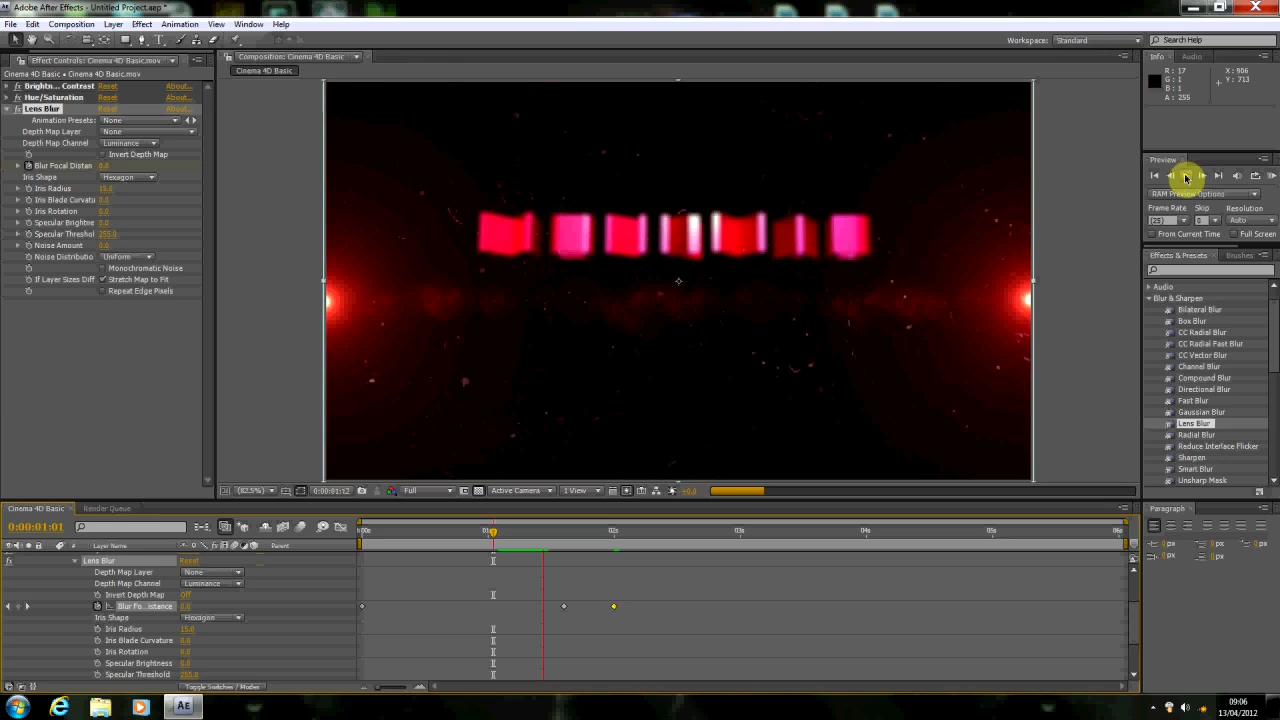 Adobe After Effects - Untitled Project.aep *
File Edit Composition Layer Effect Animation View Window Help
Workspace: Standard Search Help
Effect Controls: Cinema 4D Basic.mov
Cinema 4D Basic • Cinema 4D Basic.mov
Brightn... Contrast Reset About...
Hue/Saturation Reset About...
Lens Blur Reset About...
Animation Presets: None
Depth Map Layer None
Depth Map Channel Luminance
Invert Depth Map
Blur Focal Distan 0.0
Iris Shape Hexagon
Iris Radius 15.0
Iris Blade Curvatu 0.0
Iris Rotation 0.0
Specular Brightne 0.0
Specular Threshol 255.0
Noise Amount 0.0
Noise Distributio Uniform
Monochromatic Noise
If Layer Sizes Diff Stretch Map to Fit
Repeat Edge Pixels
Composition: Cinema 4D Basic
Cinema 4D Basic
(82.5%) 0:00:01:12 Full Active Camera 1 View +0.0
Info Audio
R : 17
G : 1
B : 1
A : 255
X : 906
Y : 713
Preview
RAM Preview Options
Frame Rate Skip Resolution
(25) 0 Auto
From Current Time Full Screen
Effects & Presets Brushes
Audio
Blur & Sharpen
Bilateral Blur
Box Blur
CC Radial Blur
CC Radial Fast Blur
CC Vector Blur
Channel Blur
Compound Blur
Directional Blur
Fast Blur
Gaussian Blur
Lens Blur
Radial Blur
Reduce Interlace Flicker
Sharpen
Smart Blur
Unsharp Mask
Paragraph
0 px 0 px 0 px
0 px 0 px
Cinema 4D Basic Render Queue
0:00:01:01
# Layer Name Parent
02s 03s 04s 05s 06s
Lens Blur Reset
Depth Map Layer None
Depth Map Channel Luminance
Invert Depth Map Off
Blur Fo...istance 0.0
Iris Shape Hexagon
Iris Radius 15.0
Iris Blade Curvature 0.0
Iris Rotation 0.0
Specular Brightness 0.0
Specular Threshold 255.0
Toggle Switches / Modes
AE
09:06
13/04/2012